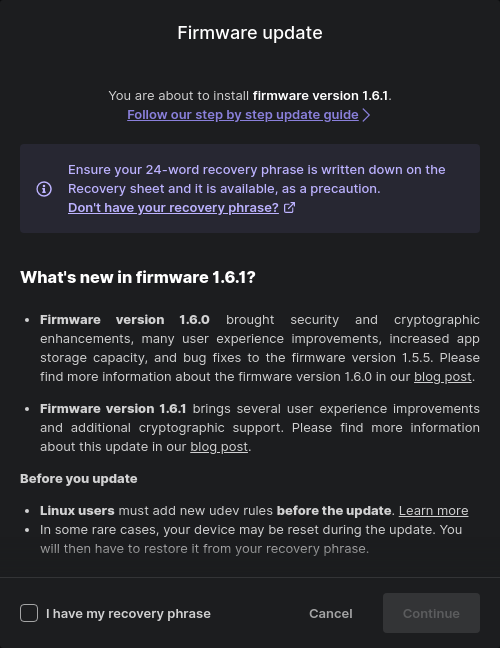 Firmware update
You are about to install firmware version 1.6.1.
Follow our step by step update guide
Ensure your 24-word recovery phrase is written down on the
Recovery sheet and it is available, as a precaution.
Don't have your recovery phrase?
What's new in firmware 1.6.1?
• Firmware version 1.6.0 brought security and cryptographic
enhancements, many user experience improvements, increased app
storage capacity, and bug fixes to the firmware version 1.5.5. Please
find more information about the firmware version 1.6.0 in our blog post.
• Firmware version 1.6.1 brings several user experience improvements
and additional cryptographic support. Please find more information
about this update in our blog post.
Before you update
• Linux users must add new udev rules before the update. Learn more
• In some rare cases, your device may be reset during the update. You
will then have to restore it from your recovery phrase.
I have my recovery phrase Cancel Continue